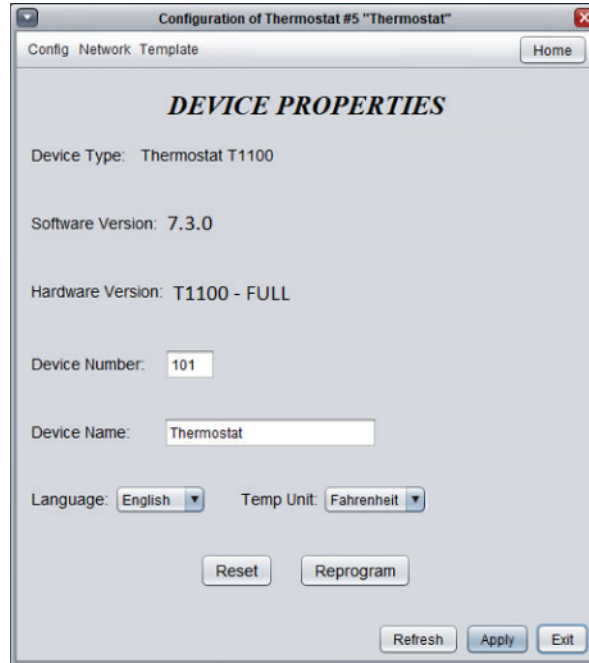 Configuration of Thermostat #5 "Thermostat"
Config Network Template Home
DEVICE PROPERTIES
Device Type: Thermostat T1100
Software Version: 7.3.0
Hardware Version: T1100 - FULL
Device Number: 101
Device Name: Thermostat
Language: English Temp Unit: Fahrenheit
Reset Reprogram
Refresh Apply Exit